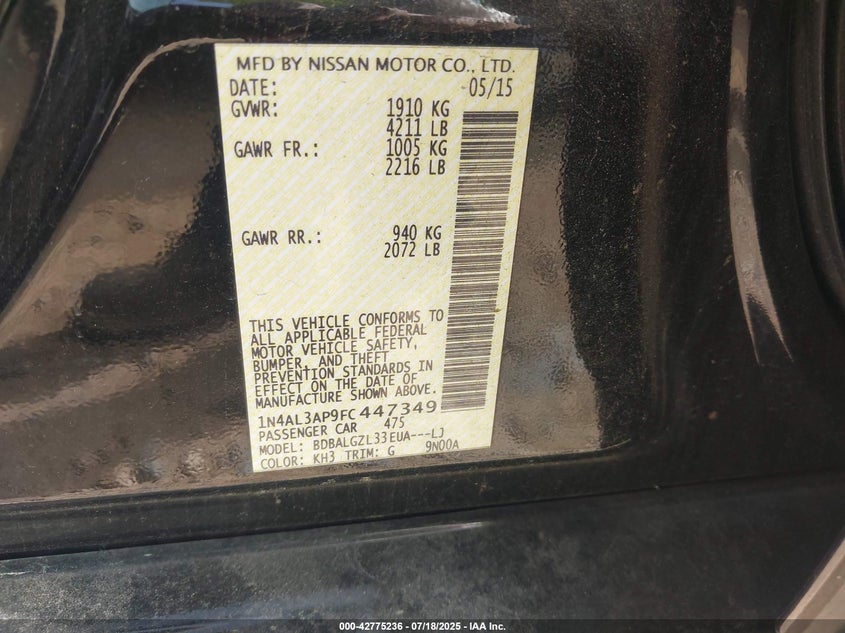 MFD BY NISSAN MOTOR CO., LTD.
DATE: 05/15
GVWR: 1910 KG
4211 LB
GAWR FR.: 1005 KG
2216 LB
GAWR RR.: 940 KG
2072 LB
THIS VEHICLE CONFORMS TO
ALL APPLICABLE FEDERAL
MOTOR VEHICLE SAFETY,
BUMPER, AND THEFT
PREVENTION STANDARDS IN
EFFECT ON THE DATE OF
MANUFACTURE SHOWN ABOVE.
1N4AL3AP9FC447349
PASSENGER CAR 475
MODEL: BDBALGZL33EUA---LJ
COLOR: KH3 TRIM: G 9N00A
000-42775236 - 07/18/2025 - IAA Inc.